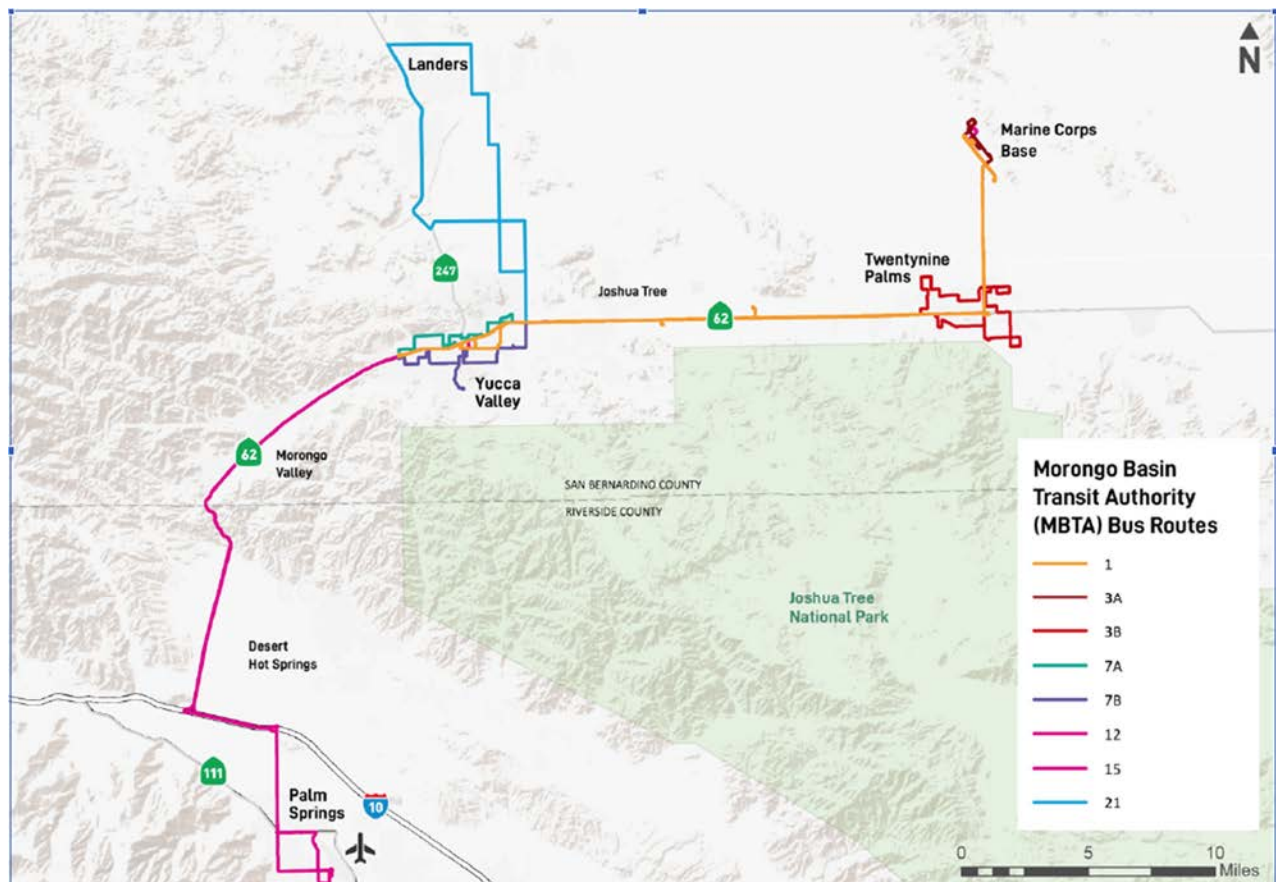 N
Landers
Marine Corps
Base
247
Twentynine
Palms
Joshua Tree
62
Yucca
Valley
62
Morongo
Valley
SAN BERNARDINO COUNTY
RIVERSIDE COUNTY
Joshua Tree
National Park
Desert
Hot Springs
111
Palm
Springs
10
Morongo Basin
Transit Authority
(MBTA) Bus Routes
1
3A
3B
7A
7B
12
15
21
0 5 10
Miles